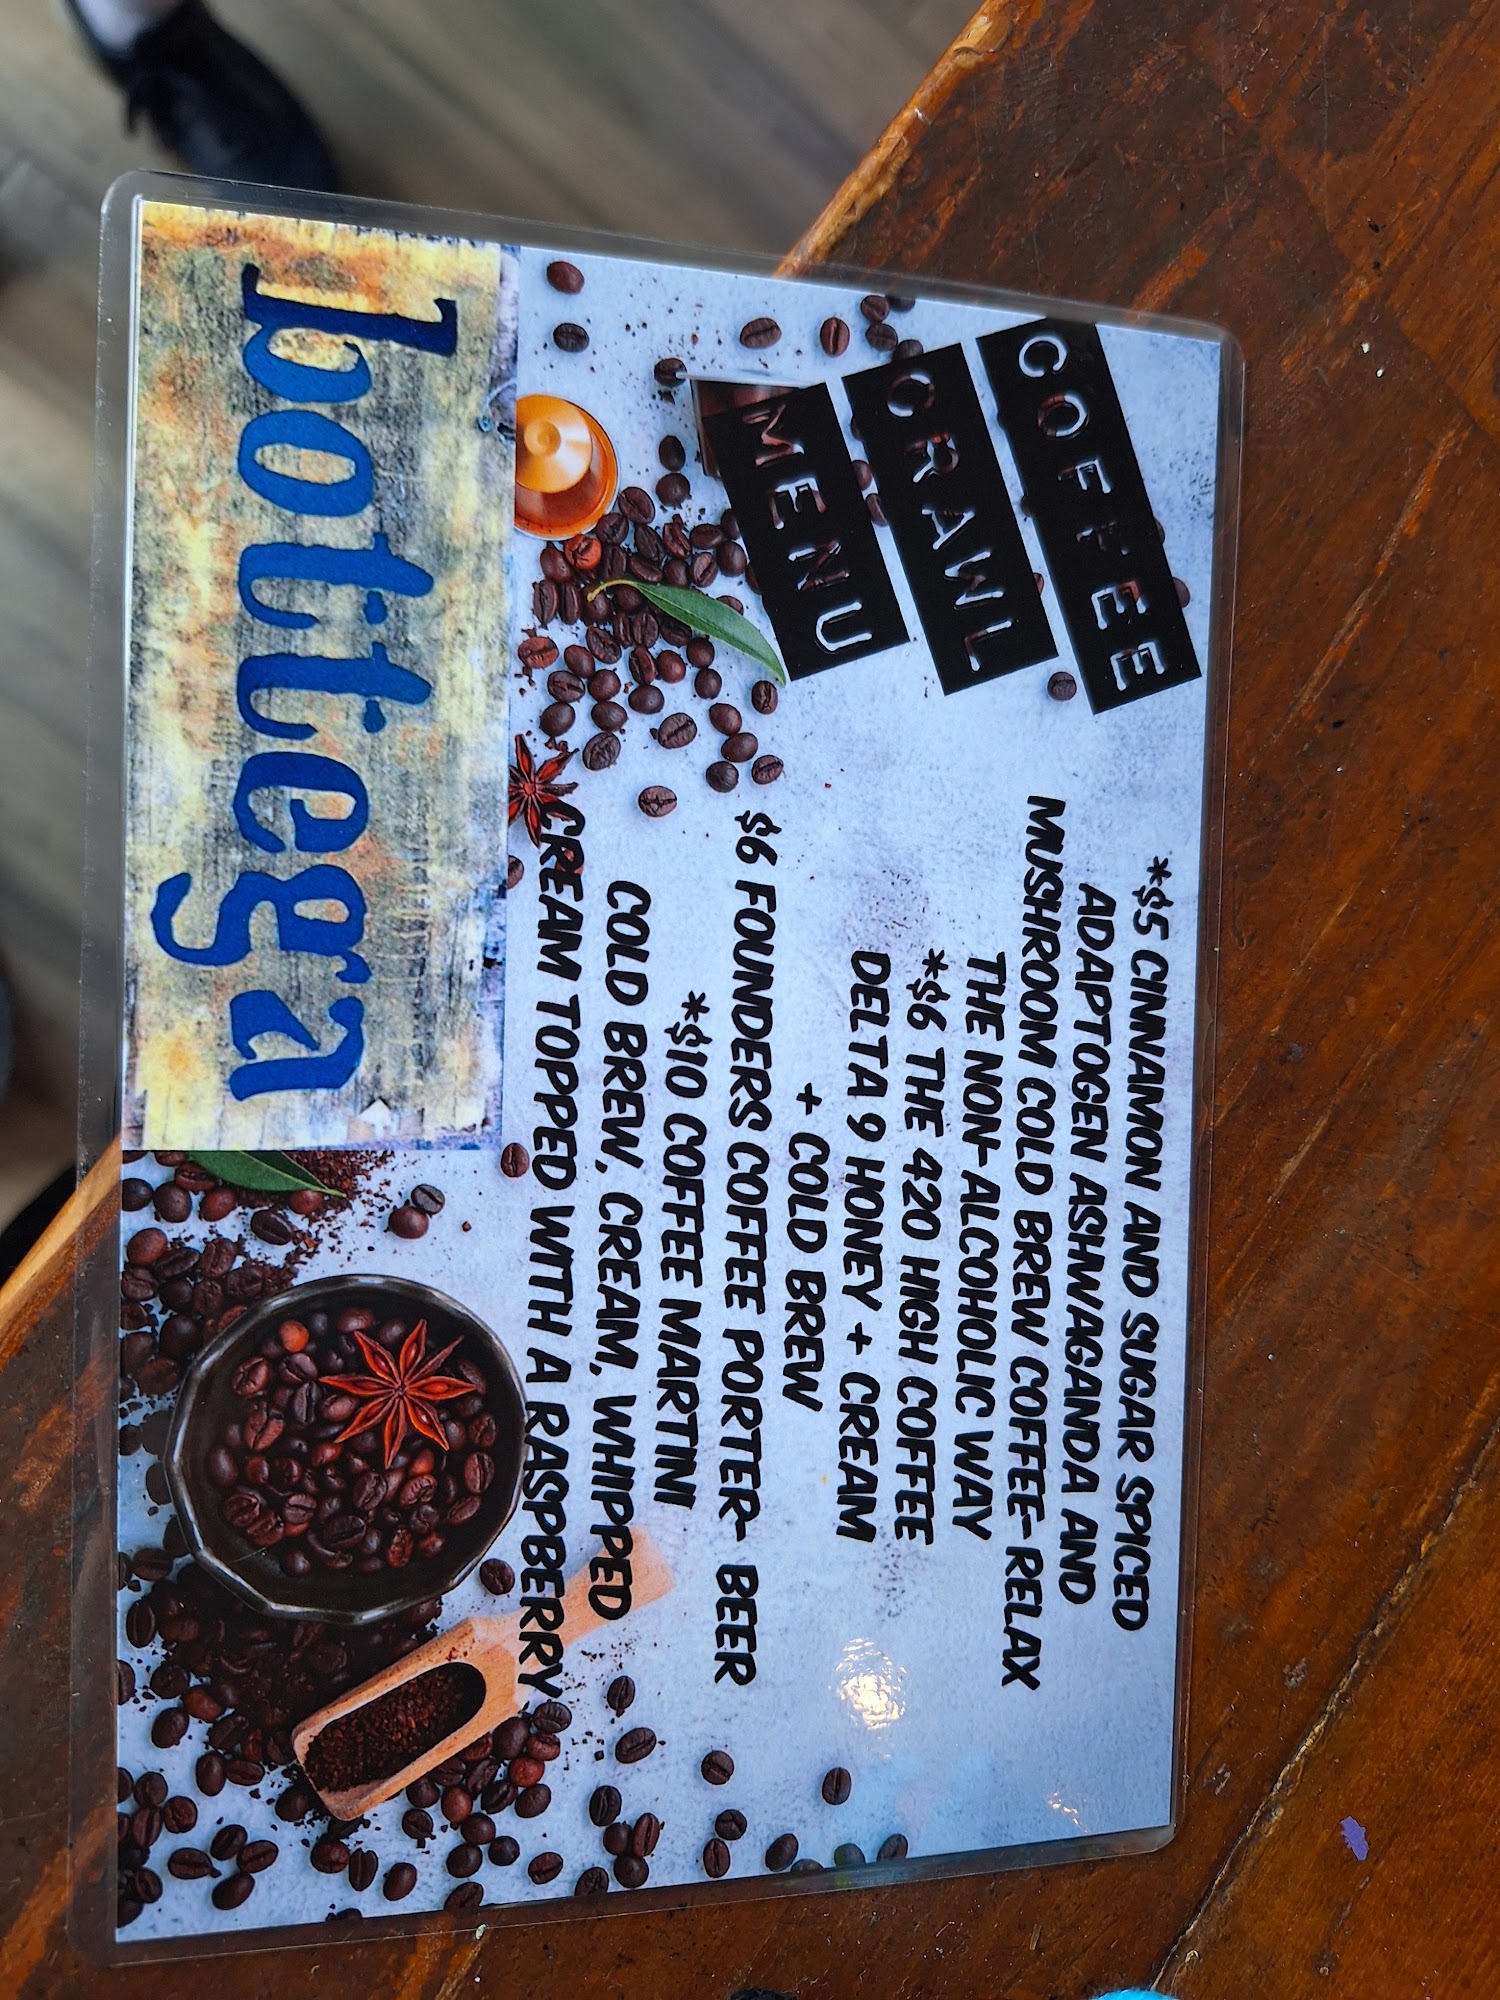 COFFEE
CRAWL
MENU
*$5 CINNAMON AND SUGAR SPICED
ADAPTOGEN ASHWAGANDA AND
MUSHROOM COLD BREW COFFEE- RELAX
THE NON-ALCOHOLIC WAY
*$6 THE 420 HIGH COFFEE
DELTA 9 HONEY + CREAM
+ COLD BREW
$6 FOUNDERS COFFEE PORTER- BEER
*$10 COFFEE MARTINI
COLD BREW, CREAM, WHIPPED
CREAM TOPPED WITH A RASPBERRY
bottega